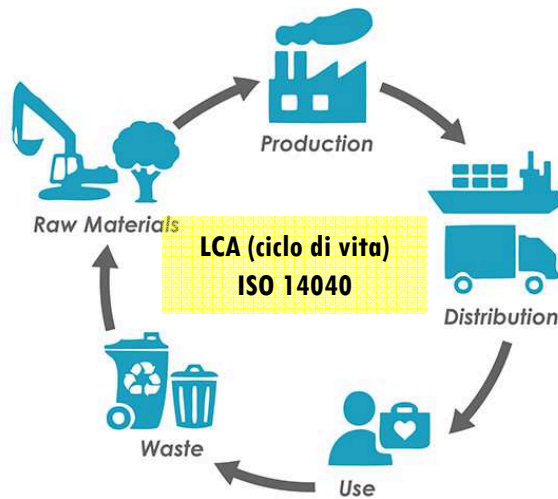 Production
Raw Materials
LCA (ciclo di vita)
ISO 14040
Distribution
Waste
Use